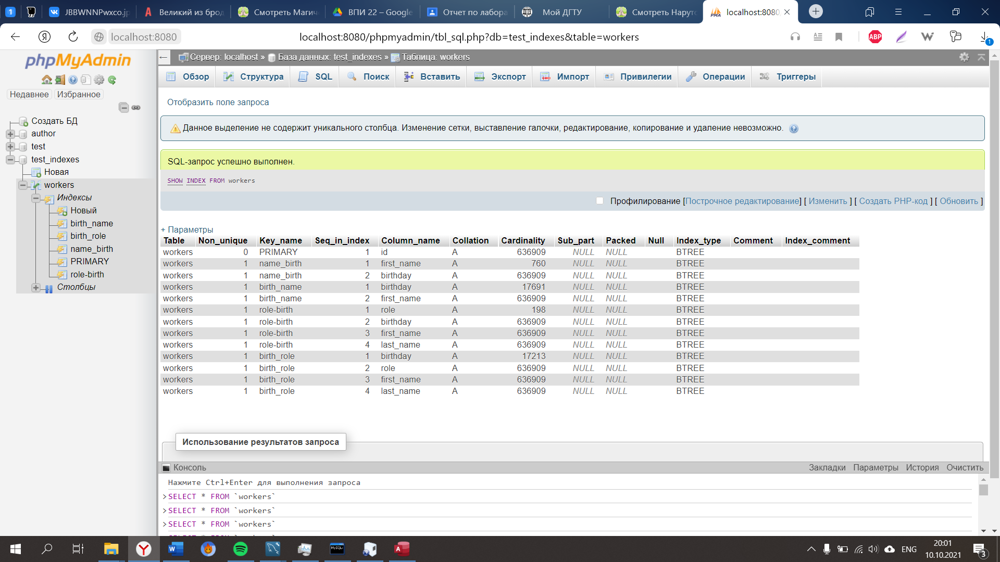 JBBWNNPwxco.jp
Великий из брод
Смотреть Магич
ВПИ 22 – Google
Отчет по лабора
Мой ДГТУ
Смотреть Наруто
localhost:8080
localhost:8080
localhost:8080/phpmyadmin/tbl_sql.php?db=test_indexes&table=workers
ABP
1
phpMyAdmin
Недавнее Избранное
Создать БД
author
test
test_indexes
Новая
workers
Индексы
Новый
birth_name
birth_role
name_birth
PRIMARY
role-birth
Столбцы
Сервер: localhost » База данных: test_indexes » Таблица: workers
Обзор Структура SQL Поиск Вставить Экспорт Импорт Привилегии Операции Триггеры
Отобразить поле запроса
Данное выделение не содержит уникального столбца. Изменение сетки, выставление галочки, редактирование, копирование и удаление невозможно.
SQL-запрос успешно выполнен.
SHOW INDEX FROM workers
Профилирование [Построчное редактирование] [ Изменить ] [ Создать PHP-код ] [ Обновить ]
+ Параметры
Table Non_unique Key_name Seq_in_index Column_name Collation Cardinality Sub_part Packed Null Index_type Comment Index_comment
workers 0 PRIMARY 1 id A 636909 NULL NULL BTREE
workers 1 name_birth 1 first_name A 760 NULL NULL BTREE
workers 1 name_birth 2 birthday A 636909 NULL NULL BTREE
workers 1 birth_name 1 birthday A 17691 NULL NULL BTREE
workers 1 birth_name 2 first_name A 636909 NULL NULL BTREE
workers 1 role-birth 1 role A 198 NULL NULL BTREE
workers 1 role-birth 2 birthday A 636909 NULL NULL BTREE
workers 1 role-birth 3 first_name A 636909 NULL NULL BTREE
workers 1 role-birth 4 last_name A 636909 NULL NULL BTREE
workers 1 birth_role 1 birthday A 17213 NULL NULL BTREE
workers 1 birth_role 2 role A 636909 NULL NULL BTREE
workers 1 birth_role 3 first_name A 636909 NULL NULL BTREE
workers 1 birth_role 4 last_name A 636909 NULL NULL BTREE
Использование результатов запроса
Консоль Закладки Параметры История Очистить
Нажмите Ctrl+Enter для выполнения запроса
>SELECT * FROM `workers`
>SELECT * FROM `workers`
>SELECT * FROM `workers`
ENG
20:01
10.10.2021
3